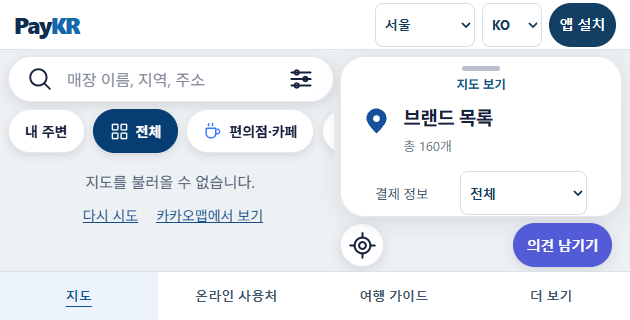 PayKR
서울
KO
앱 설치
매장 이름, 지역, 주소
내 주변
전체
편의점·카페
지도를 불러올 수 없습니다.
다시 시도 카카오맵에서 보기
지도 보기
브랜드 목록
총 160개
결제 정보 전체
의견 남기기
지도
온라인 사용처
여행 가이드
더 보기